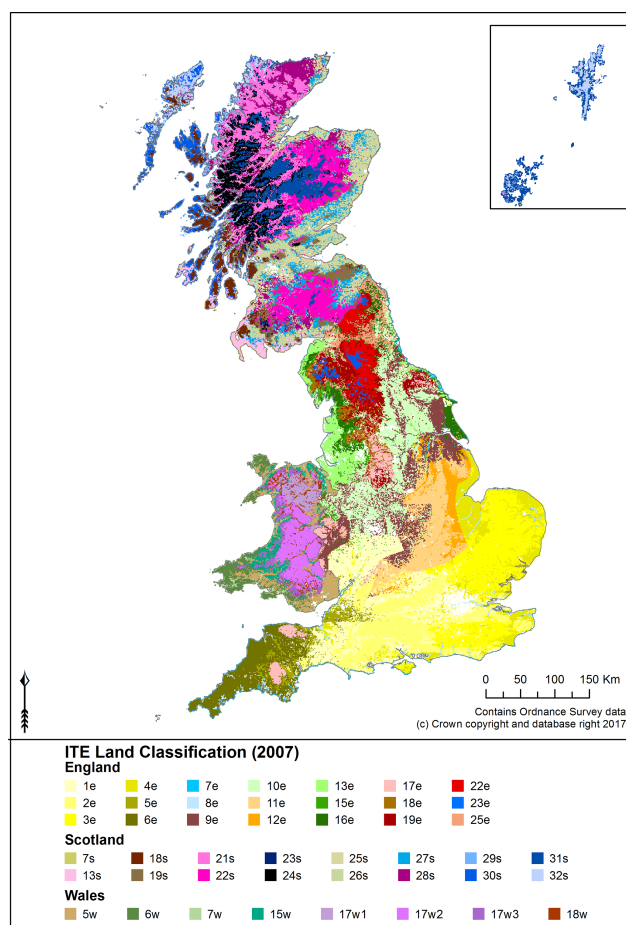 0 50 100 150 Km
Contains Ordnance Survey data
(c) Crown copyright and database right 2017
ITE Land Classification (2007)
England
1e 4e 7e 10e 13e 17e 22e
2e 5e 8e 11e 15e 18e 23e
3e 6e 9e 12e 16e 19e 25e
Scotland
7s 18s 21s 23s 25s 27s 29s 31s
13s 19s 22s 24s 26s 28s 30s 32s
Wales
5w 6w 7w 15w 17w1 17w2 17w3 18w